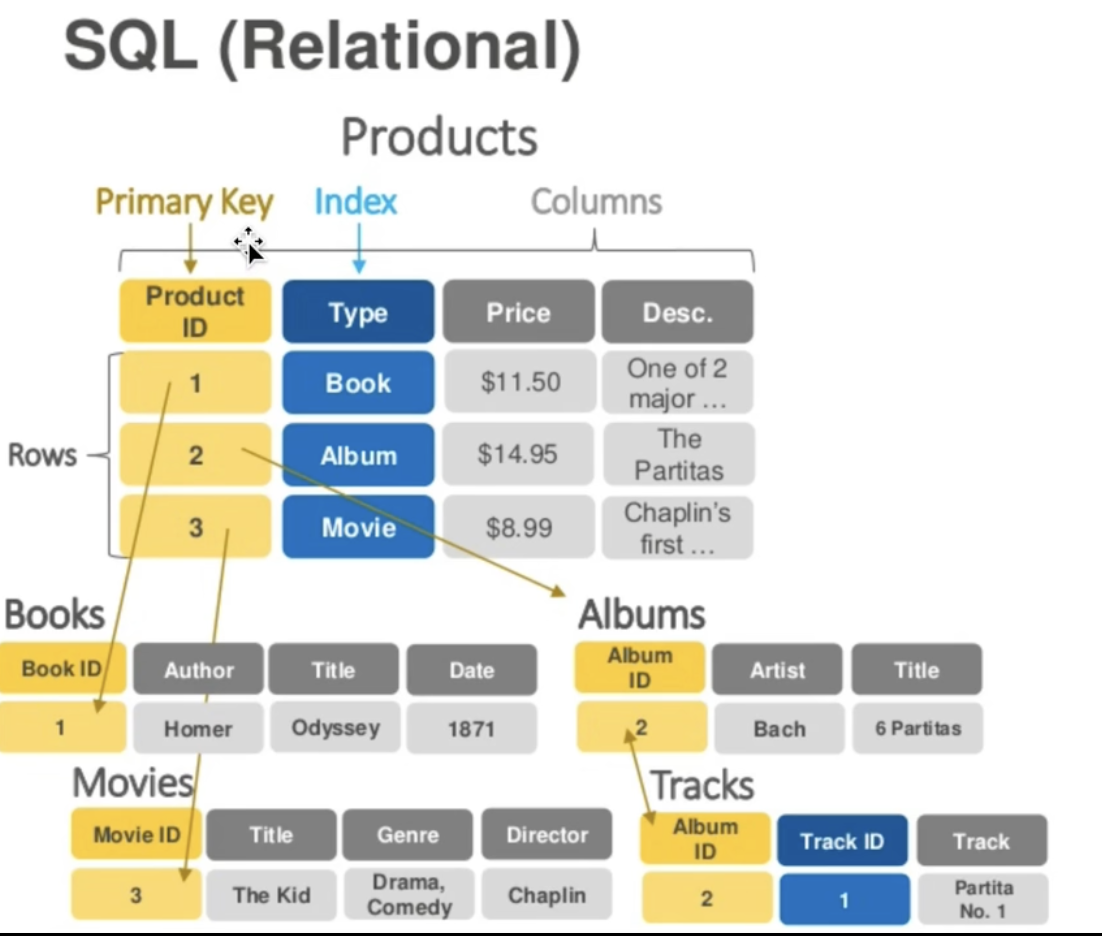 SQL (Relational)
Products
Primary Key Index Columns
Product
ID
Type Price Desc.
1 Book $11.50
One of 2
major ...
Rows
2 Album $14.95
The
Partitas
3 Movie $8.99
Chaplin's
first ...
Books
Book ID Author Title Date
1 Homer Odyssey 1871
Albums
Album
ID
Artist Title
2 Bach 6 Partitas
Movies
Movie ID Title Genre Director
3 The Kid
Drama,
Comedy
Chaplin
Tracks
Album
ID
Track ID Track
2 1
Partita
No. 1